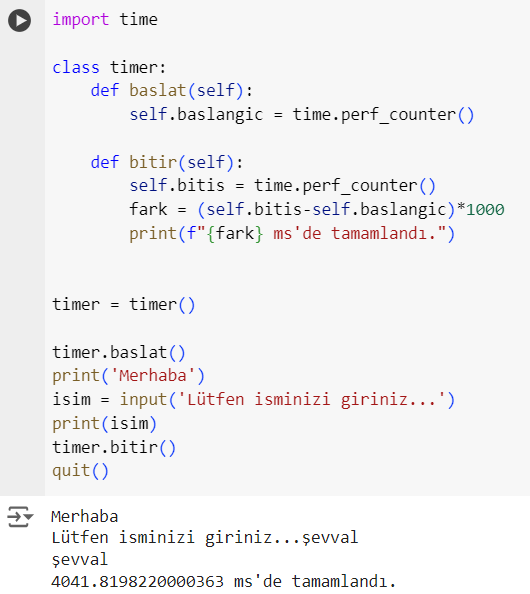 import time
class timer:
def baslat(self):
self.baslangic = time.perf_counter()
def bitir(self):
self.bitis = time.perf_counter()
fark = (self.bitis-self.baslangic)*1000
print(f"{fark} ms'de tamamlandı.")
timer = timer()
timer.baslat()
print('Merhaba')
isim = input('Lütfen isminizi giriniz...')
print(isim)
timer.bitir()
quit()
Merhaba
Lütfen isminizi giriniz...şevval
şevval
4041.8198220000363 ms'de tamamlandı.